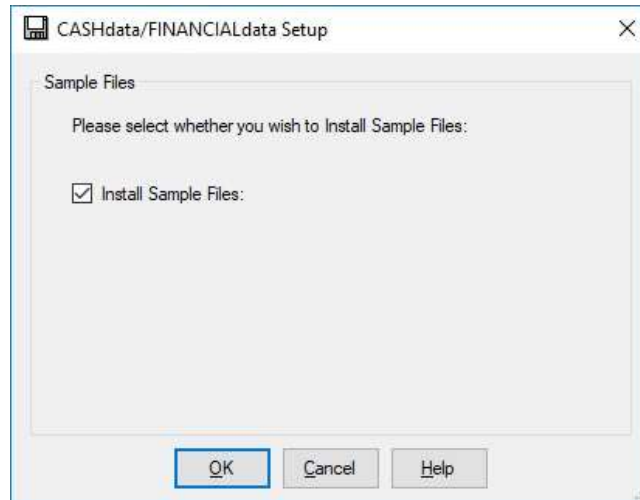 CASHdata/FINANCIALdata Setup
Sample Files
Please select whether you wish to Install Sample Files:
Install Sample Files:
OK Cancel Help